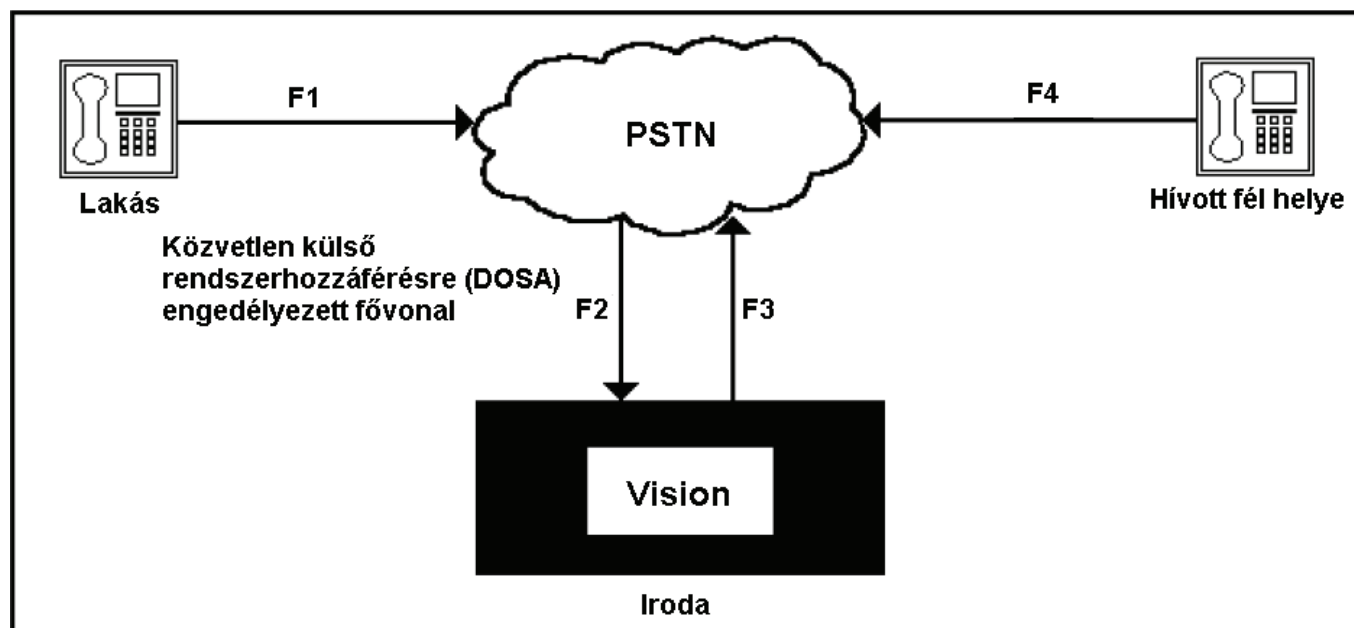 F1
PSTN
F4
Lakás
Hívott fél helye
Közvetlen külső
rendszerhozzáférésre (DOSA)
engedélyezett fővonal
F2
F3
Vision
Iroda